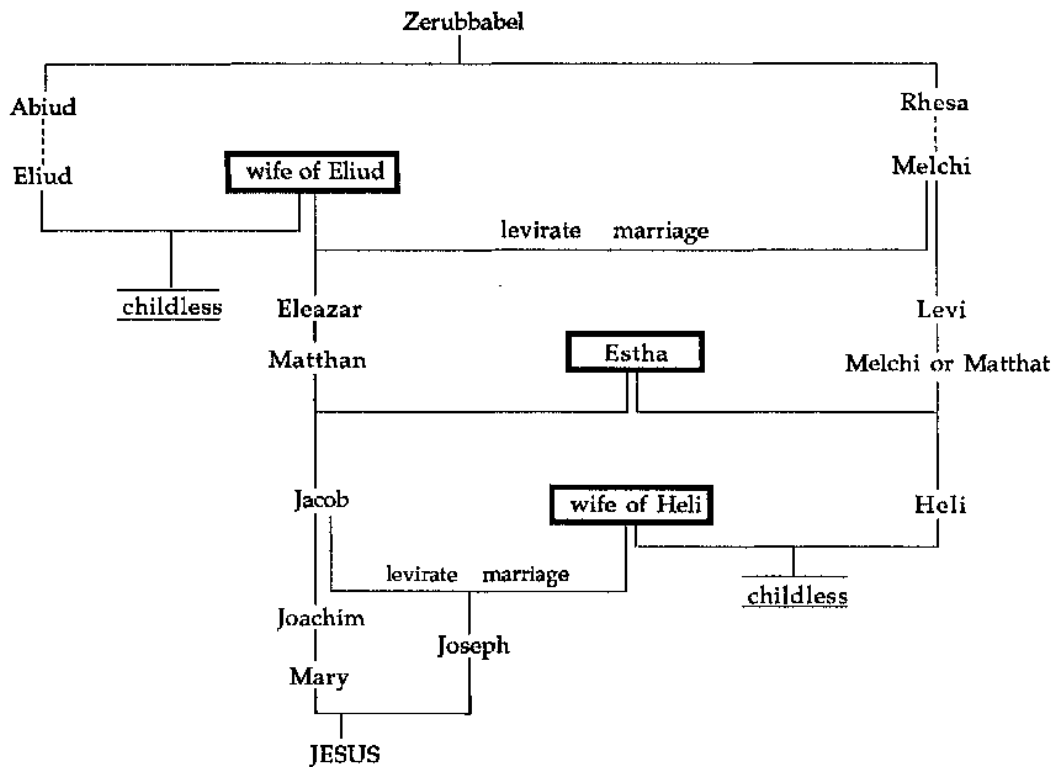 Zerubbabel
Abiud
Rhesa
Eliud
wife of Eliud
Melchi
levirate marriage
childless
Eleazar
Levi
Matthan
Estha
Melchi or Matthat
Jacob
wife of Heli
Heli
levirate marriage
childless
Joachim
Joseph
Mary
JESUS